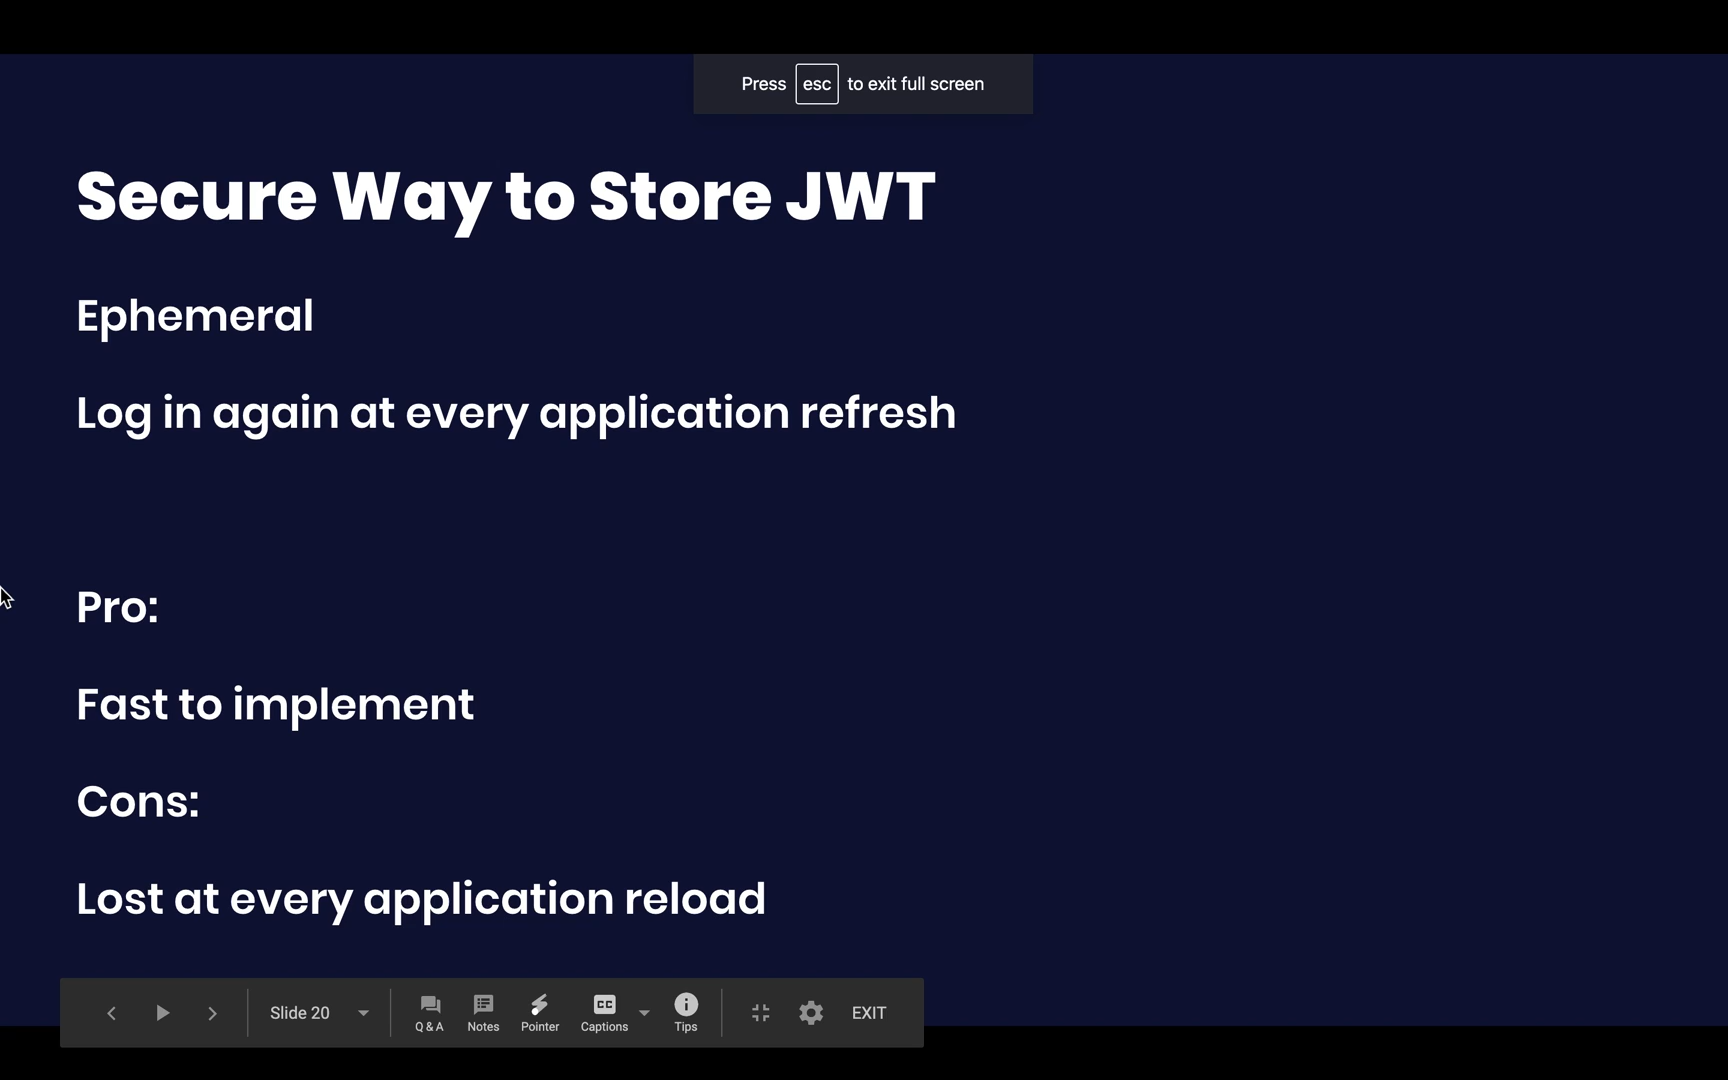 Press esc to exit full screen
Secure Way to Store JWT
Ephemeral
Log in again at every application refresh
Pro:
Fast to implement
Cons:
Lost at every application reload
Slide 20
Q & A Notes Pointer CC Captions Tips EXIT